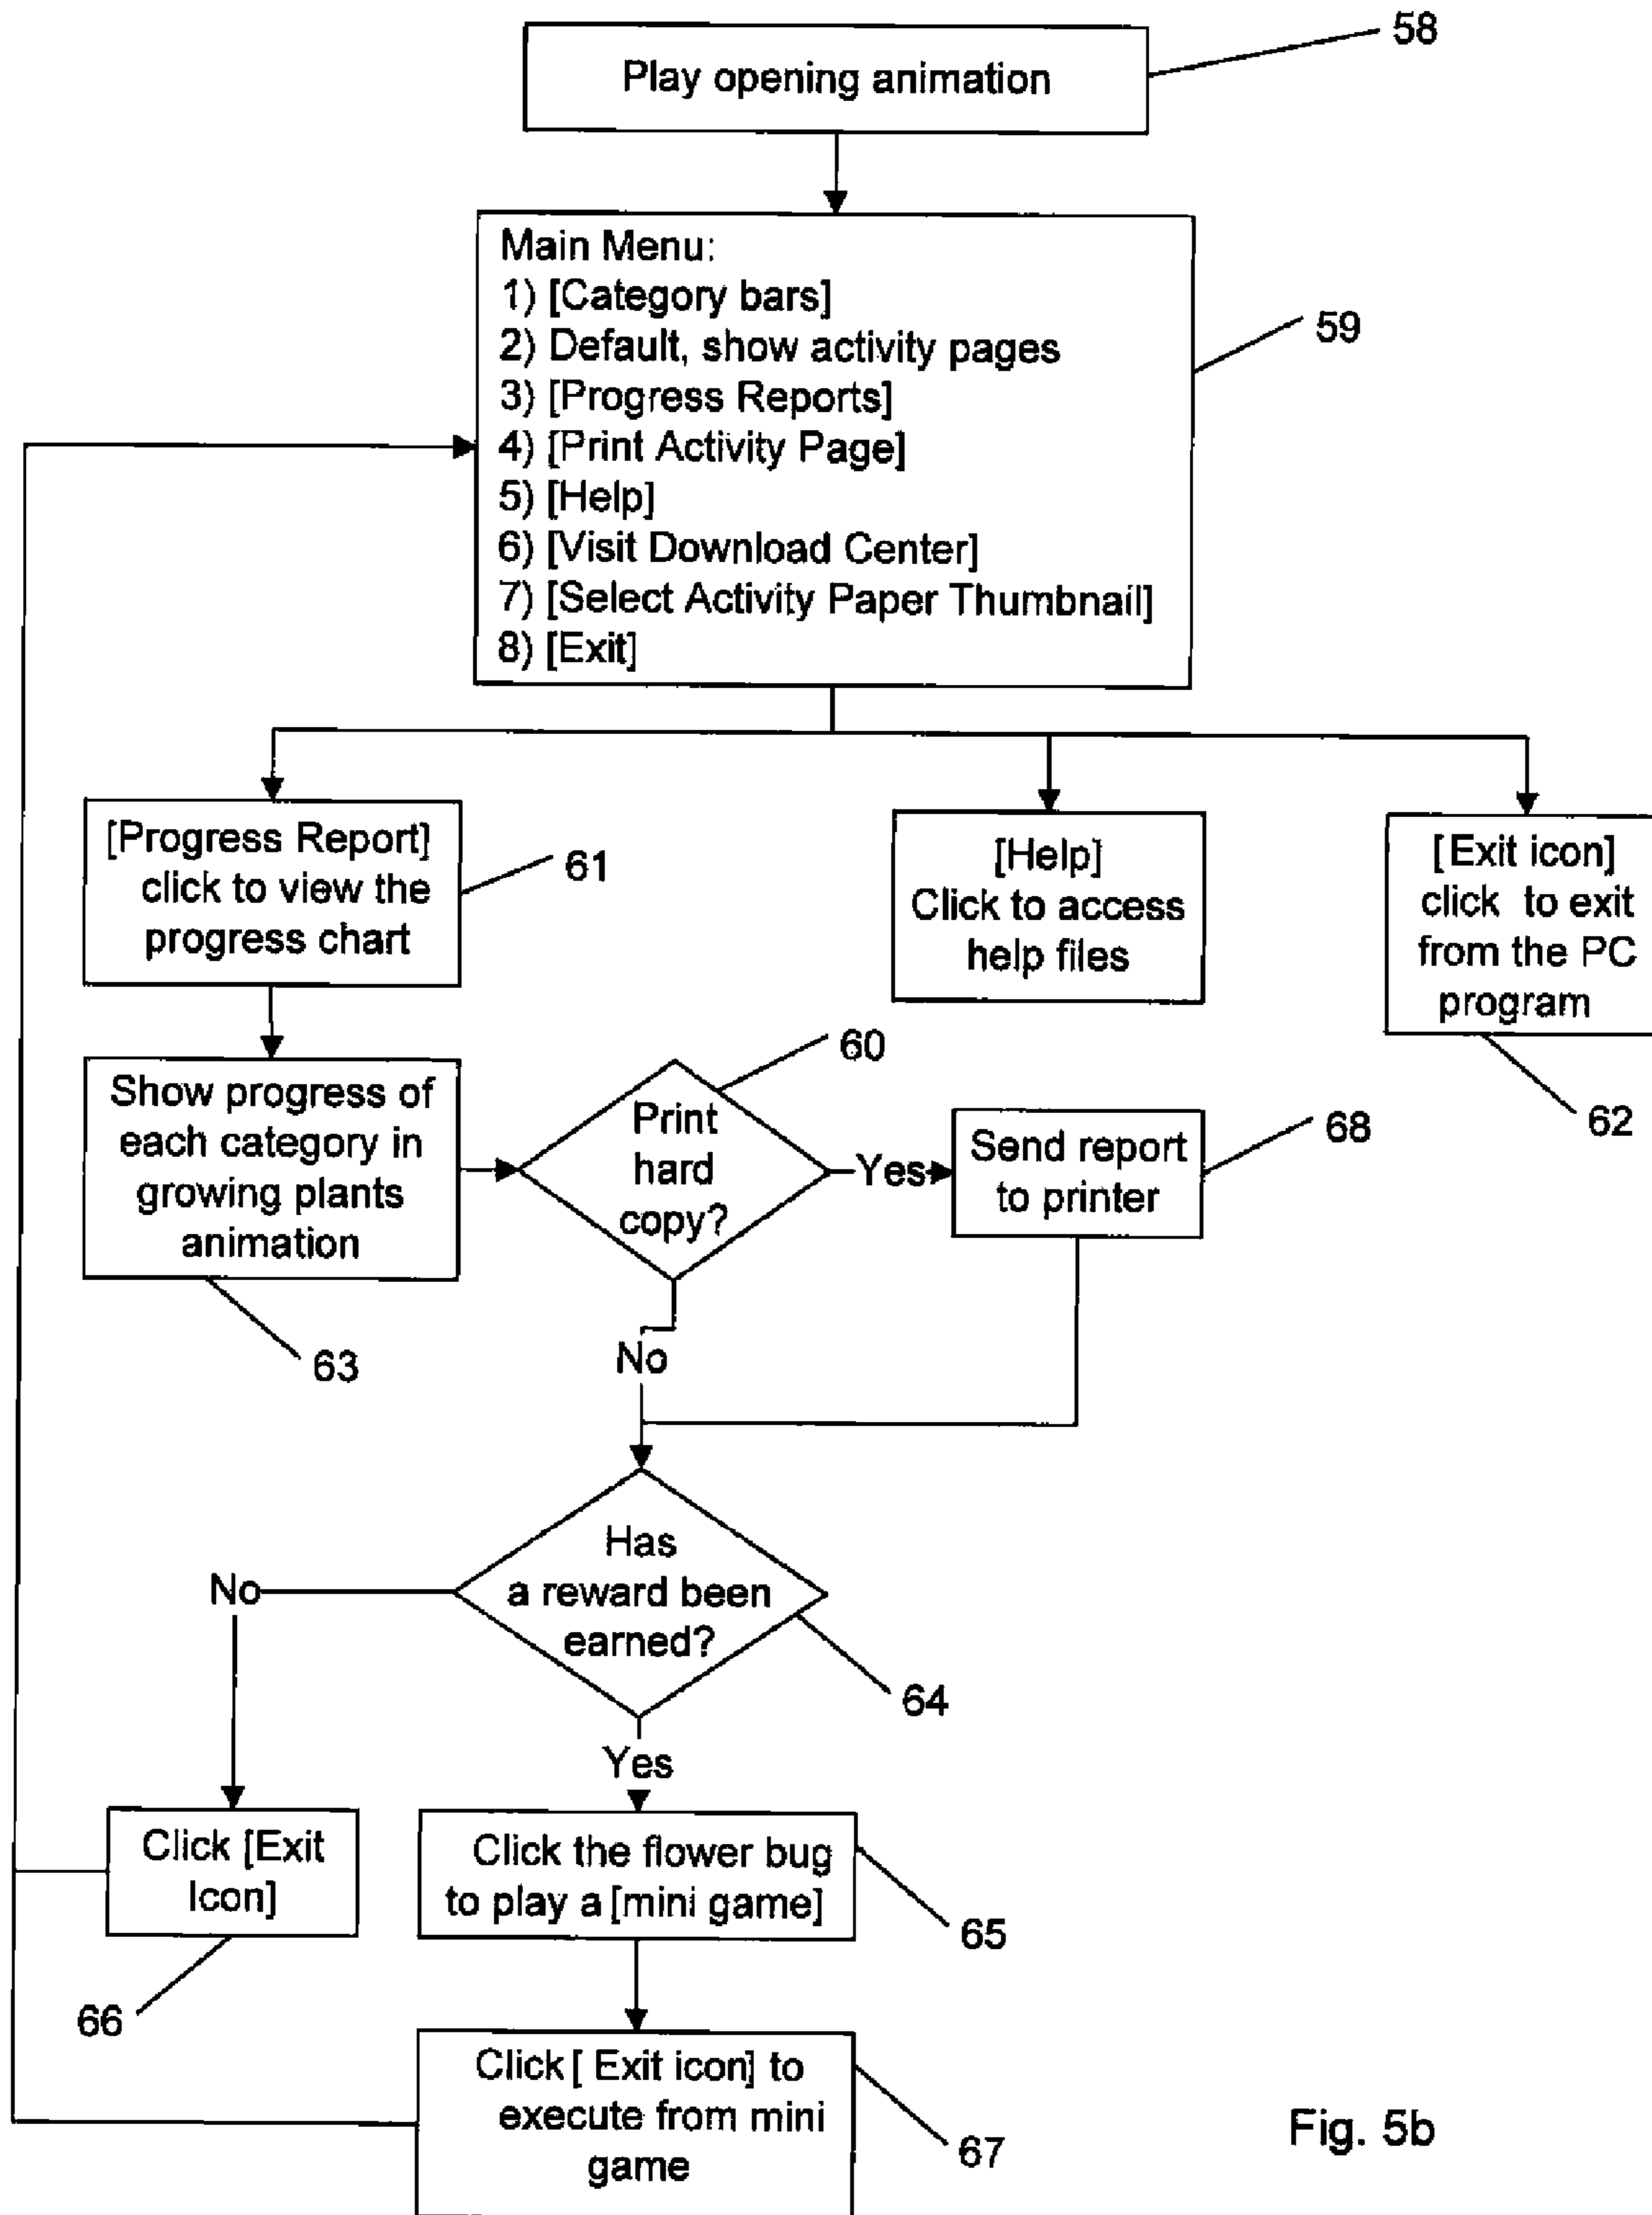 Play opening animation
58
Main Menu:
1) [Category bars]
2) Default, show activity pages
3) [Progress Reports]
4) [Print Activity Page]
5) [Help]
6) [Visit Download Center]
7) [Select Activity Paper Thumbnail]
8) [Exit]
59
[Progress Report]
click to view the
progress chart
61
[Help]
Click to access
help files
[Exit icon]
click to exit
from the PC
program
62
Show progress of
each category in
growing plants
animation
63
Print
hard
copy?
60
Yes
Send report
to printer
68
No
Has
a reward been
earned?
64
No
Yes
Click [Exit
Icon]
66
Click the flower bug
to play a [mini game]
65
Click [ Exit icon] to
execute from mini
game
67
Fig. 5b